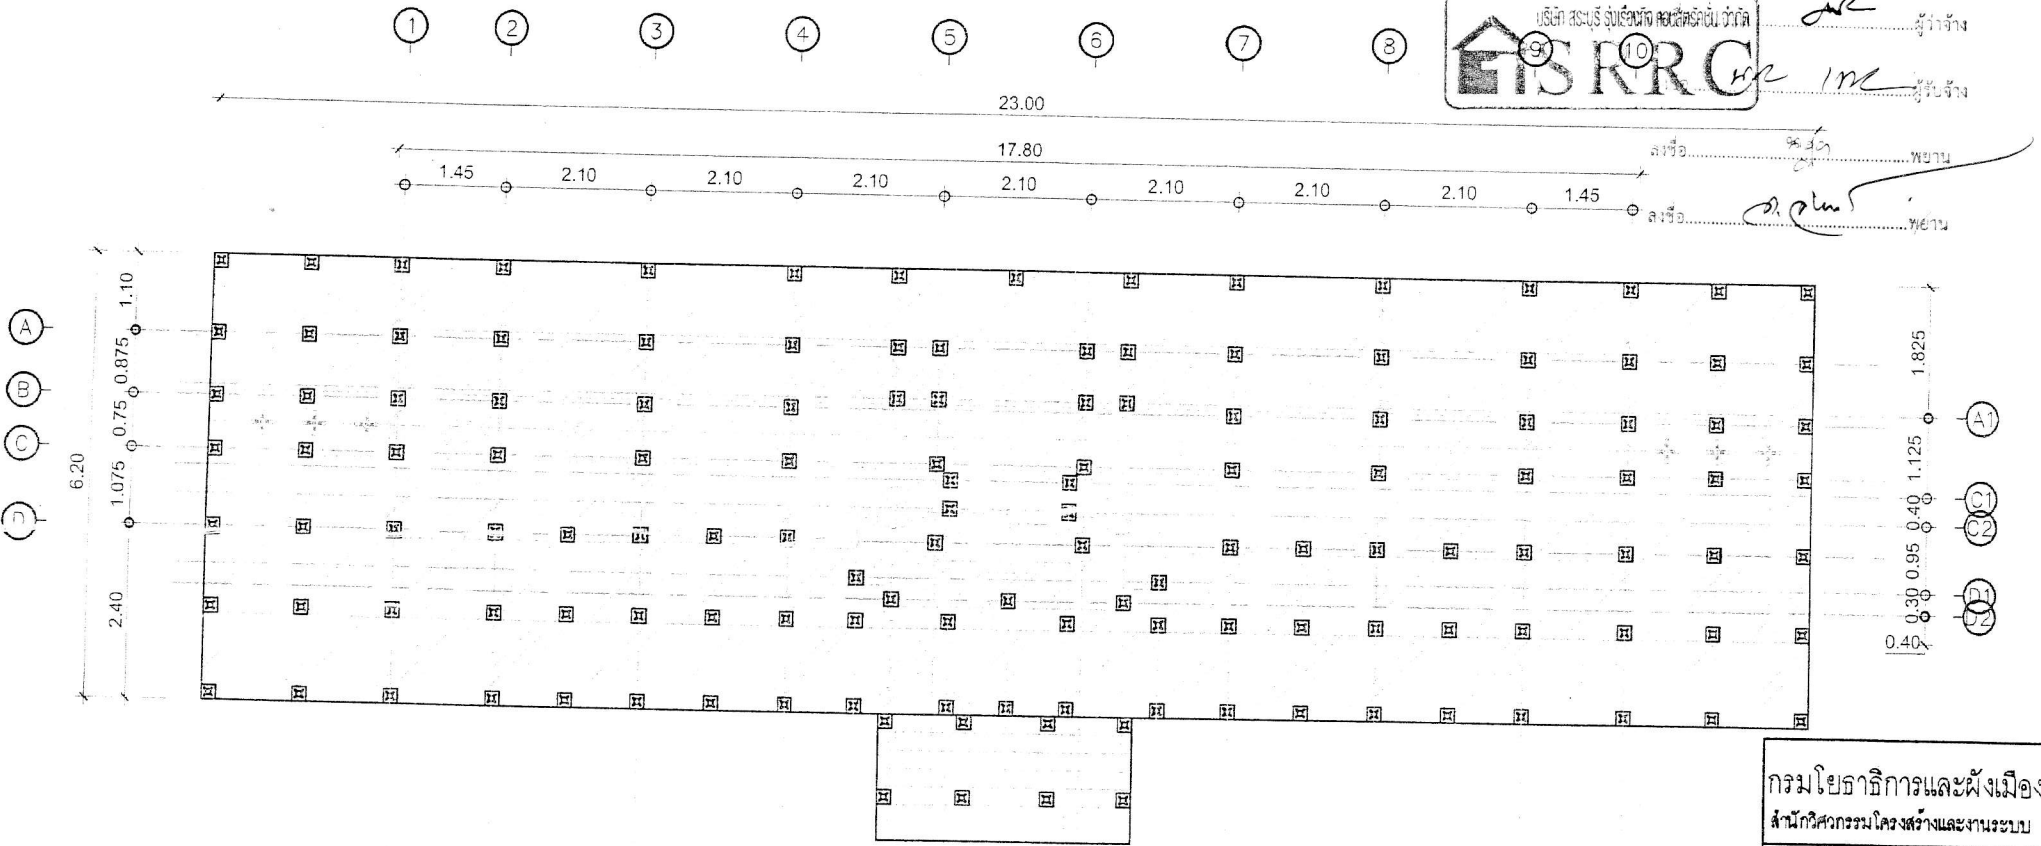 1 2 3 4 5 6 7 8 9 10
บริษัท สระบุรี รุ่งเรืองกิจ คอนสตรัคชั่น จำกัด
SRRC
ผู้ว่าจ้าง
ผู้รับจ้าง
23.00
17.80
ลงชื่อ..........พยาน
1.45 2.10 2.10 2.10 2.10 2.10 2.10 2.10 1.45
ลงชื่อ..........พยาน
A
B
C
D
6.20
1.10
0.875
0.75
1.075
2.40
1.825
1.125
0.40
0.95
0.30
0.40
A1
C1
C2
D1
D2
กรมโยธาธิการและผังเมือง
สำนักวิศวกรรมโครงสร้างและงานระบบ